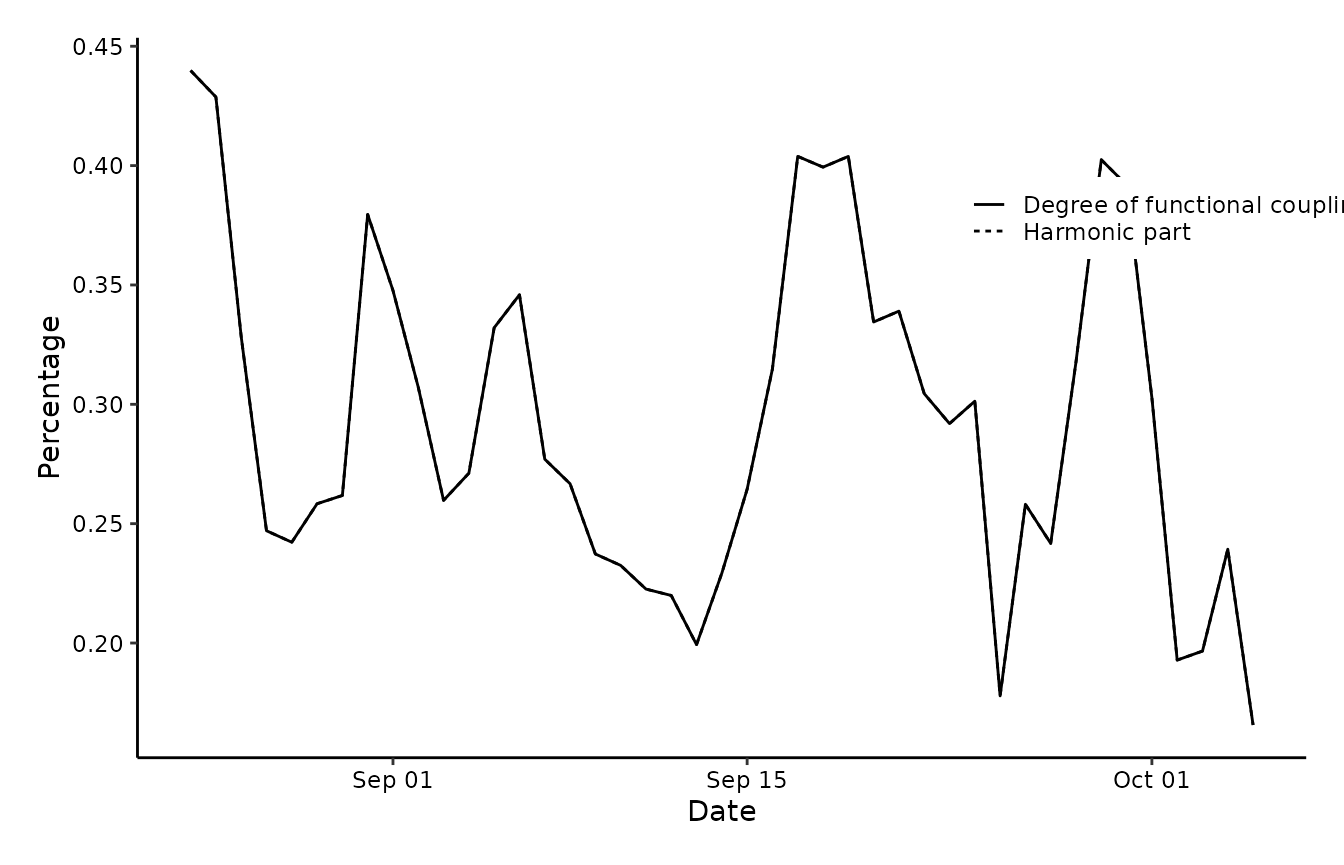 0.45
0.40
0.35
0.30
0.25
0.20
Percentage
Degree of functional
Harmonic part
Sep 01
Sep 15
Oct 01
Date